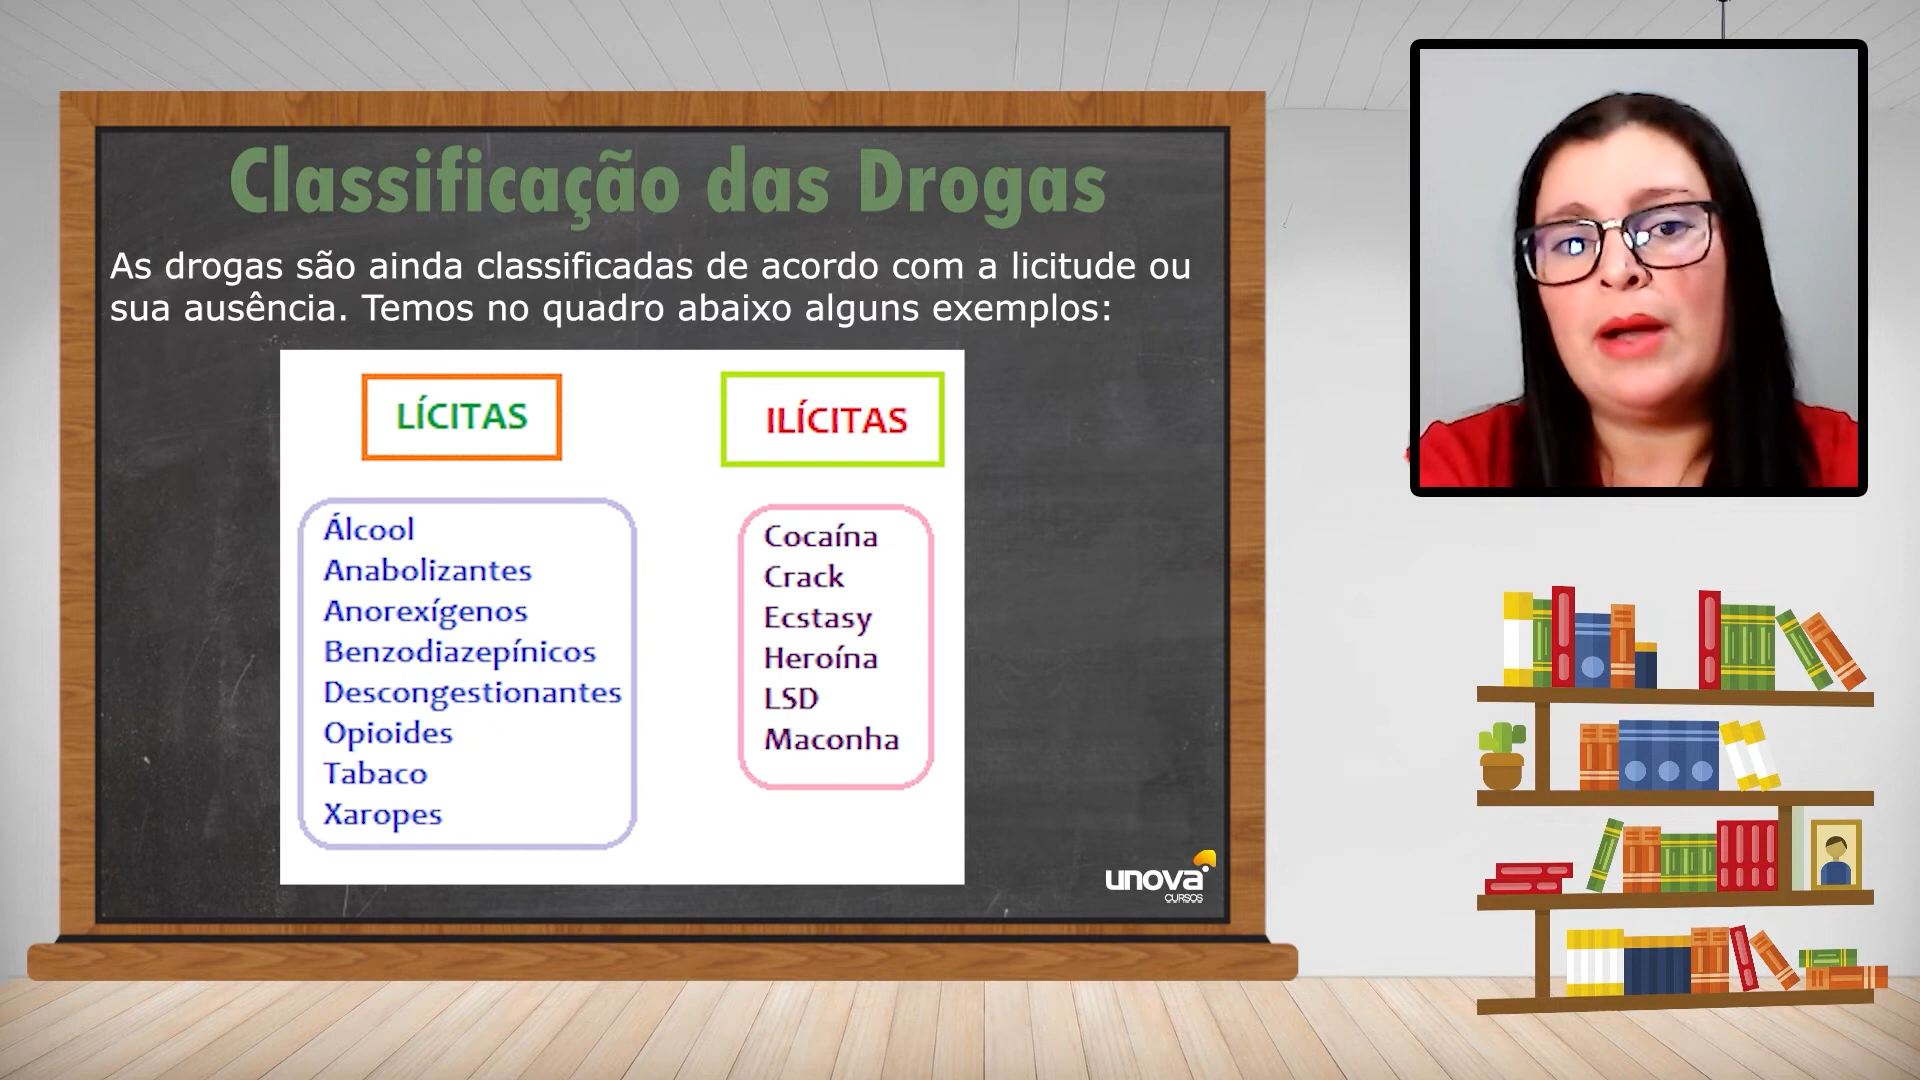 Classificação das Drogas
As drogas são ainda classificadas de acordo com a licitude ou
sua ausência. Temos no quadro abaixo alguns exemplos:
LÍCITAS
Álcool
Anabolizantes
Anorexígenos
Benzodiazepínicos
Descongestionantes
Opioides
Tabaco
Xaropes
ILÍCITAS
Cocaína
Crack
Ecstasy
Heroína
LSD
Maconha
unova
CURSOS